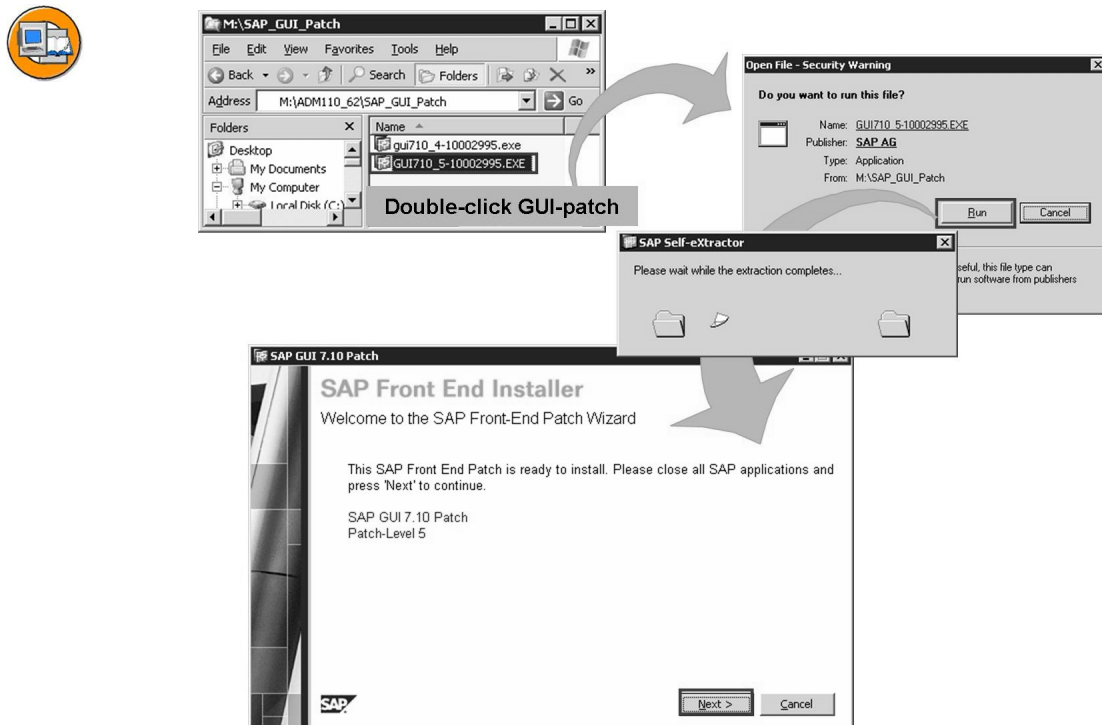 M:\SAP_GUI_Patch
File Edit View Favorites Tools Help
Back Search Folders »
Address M:\ADM110_62\SAP_GUI_Patch Go
Folders × Name
Desktop
My Documents
My Computer
Local Disk (C:)
gui710_4-10002995.exe
GUI710_5-10002995.EXE
Double-click GUI-patch
Open File - Security Warning
Do you want to run this file?
Name: GUI710_5-10002995.EXE
Publisher: SAP AG
Type: Application
From: M:\SAP_GUI_Patch
Run Cancel
seful, this file type can
run software from publishers
SAP Self-eXtractor
Please wait while the extraction completes...
SAP GUI 7.10 Patch
SAP Front End Installer
Welcome to the SAP Front-End Patch Wizard
This SAP Front End Patch is ready to install. Please close all SAP applications and
press 'Next' to continue.
SAP GUI 7.10 Patch
Patch-Level 5
SAP
Next > Cancel